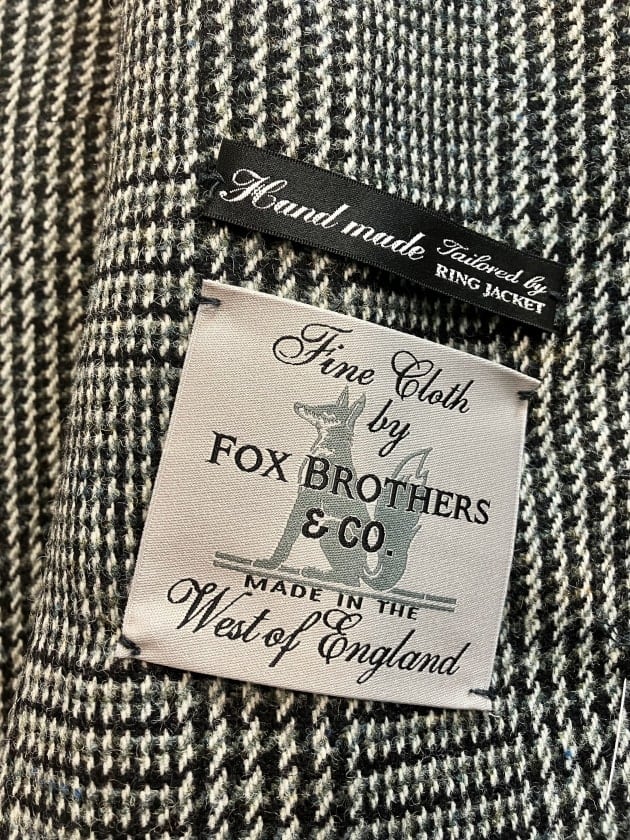 Hand made
Tailored by
RING JACKET
Fine Cloth
by
FOX BROTHERS
& CO.
MADE IN THE
West of England